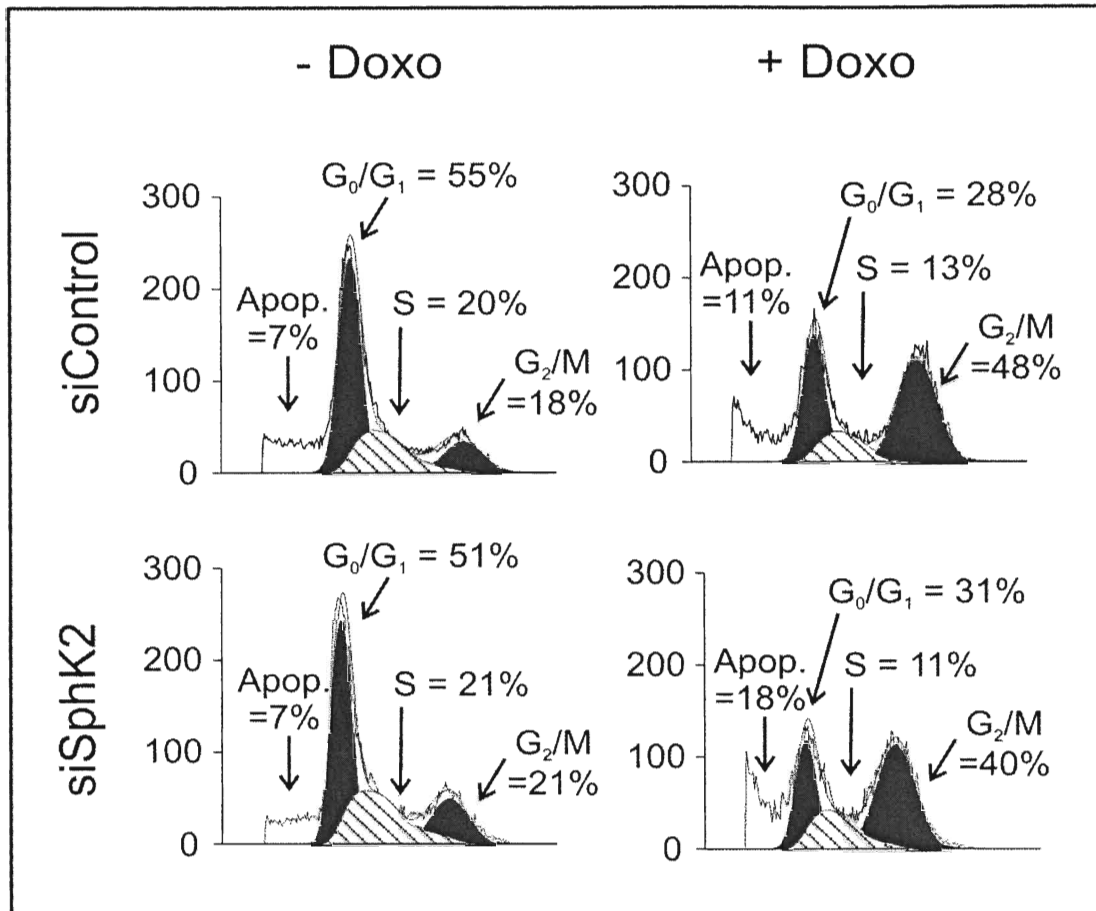 - Doxo
+ Doxo
siControl
300
200
100
0
G₀/G₁ = 55%
Apop.
=7%
S = 20%
G₂/M
=18%
300
200
100
0
G₀/G₁ = 28%
Apop.
=11%
S = 13%
G₂/M
=48%
siSphK2
300
200
100
0
G₀/G₁ = 51%
Apop.
=7%
S = 21%
G₂/M
=21%
300
200
100
0
G₀/G₁ = 31%
Apop.
=18%
S = 11%
G₂/M
=40%